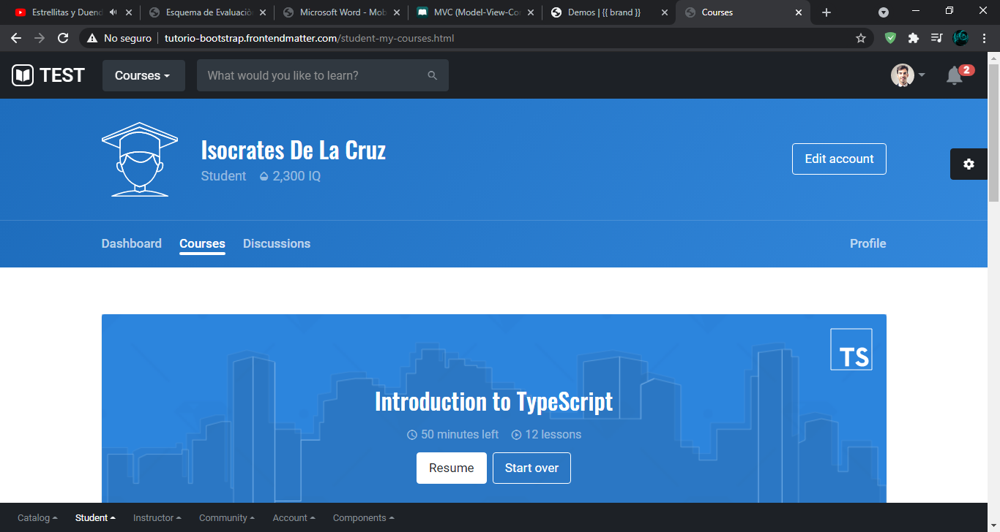 Estrellitas y Duend
Esquema de Evaluaciòn
Microsoft Word - Mob
MVC (Model-View-Con
Demos | {{ brand }}
Courses
No seguro
tutorio-bootstrap.frontendmatter.com/student-my-courses.html
TEST
Courses
What would you like to learn?
2
Isocrates De La Cruz
Student 2,300 IQ
Edit account
Dashboard Courses Discussions Profile
TS
Introduction to TypeScript
50 minutes left 12 lessons
Resume Start over
Catalog Student Instructor Community Account Components